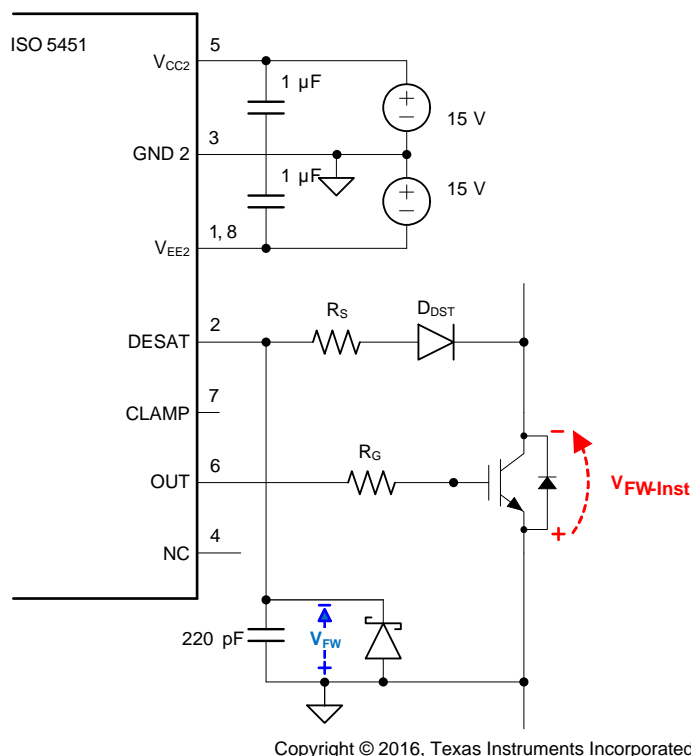 ISO 5451
5
VCC2
1 µF
+
−
15 V
3
GND 2
1 µF
+
−
15 V
1, 8
VEE2
RS
DDST
2
DESAT
7
CLAMP
−
RG
6
OUT
VFW-Inst
+
4
NC
−
220 pF
VFW
+
Copyright © 2016, Texas Instruments Incorporated